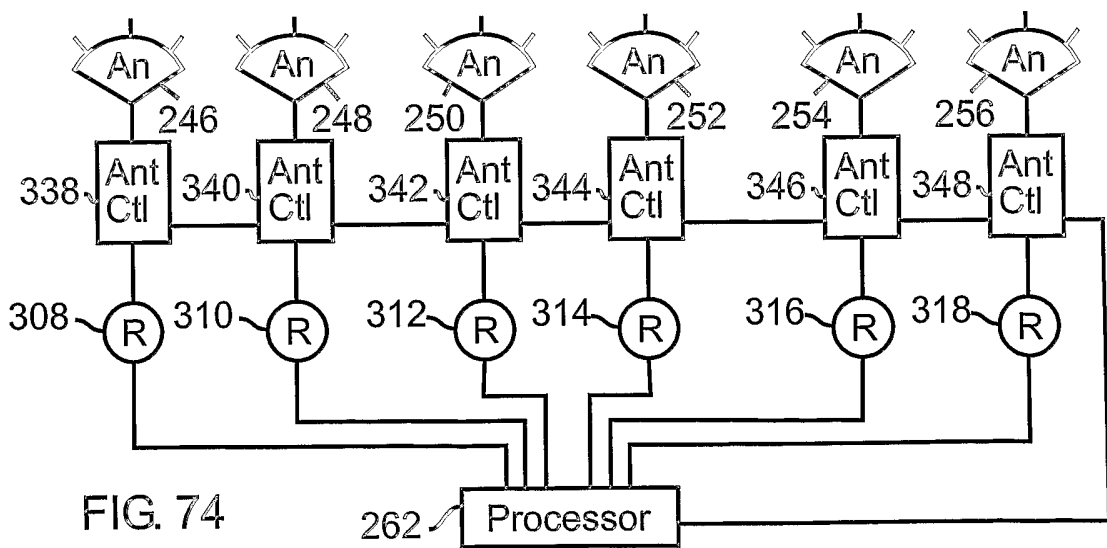 An An An An An An
246 248 250 252 254 256
338 Ant Ctl 340 Ant Ctl 342 Ant Ctl 344 Ant Ctl 346 Ant Ctl 348 Ant Ctl
308 R 310 R 312 R 314 R 316 R 318 R
FIG. 74 262 Processor